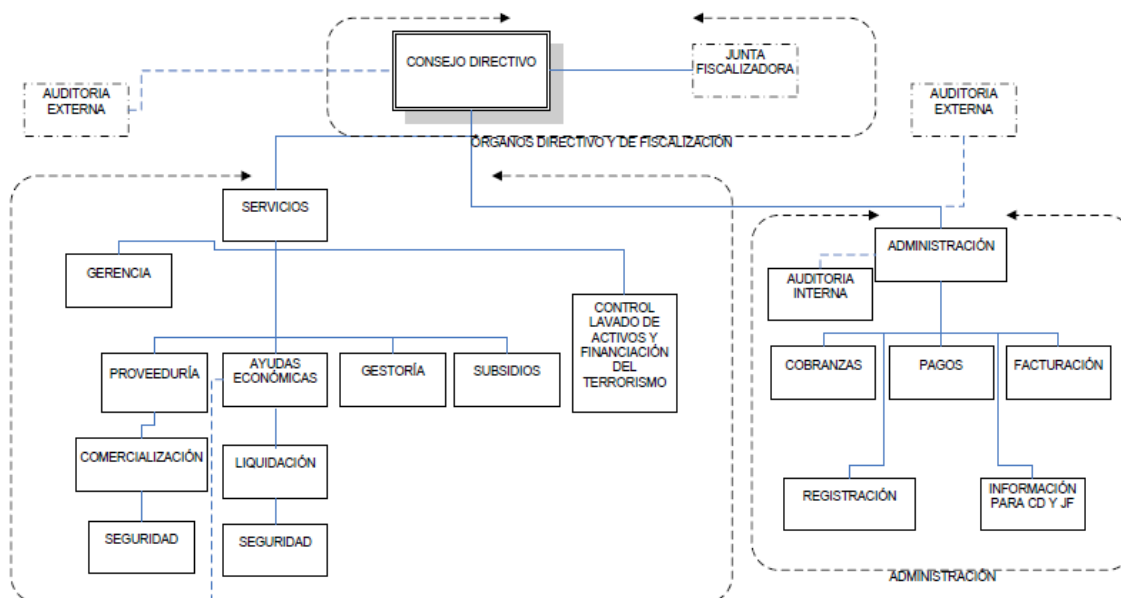 CONSEJO DIRECTIVO
JUNTA
FISCALIZADORA
AUDITORIA
EXTERNA
AUDITORIA
EXTERNA
ÓRGANOS DIRECTIVO Y DE FISCALIZACIÓN
SERVICIOS
ADMINISTRACIÓN
GERENCIA
AUDITORIA
INTERNA
CONTROL
LAVADO DE
ACTIVOS Y
FINANCIACIÓN
DEL
TERRORISMO
PROVEEDURÍA
AYUDAS
ECONÓMICAS
GESTORÍA
SUBSIDIOS
COBRANZAS
PAGOS
FACTURACIÓN
COMERCIALIZACIÓN
LIQUIDACIÓN
REGISTRACIÓN
INFORMACIÓN
PARA CD Y JF
SEGURIDAD
SEGURIDAD
ADMINISTRACIÓN